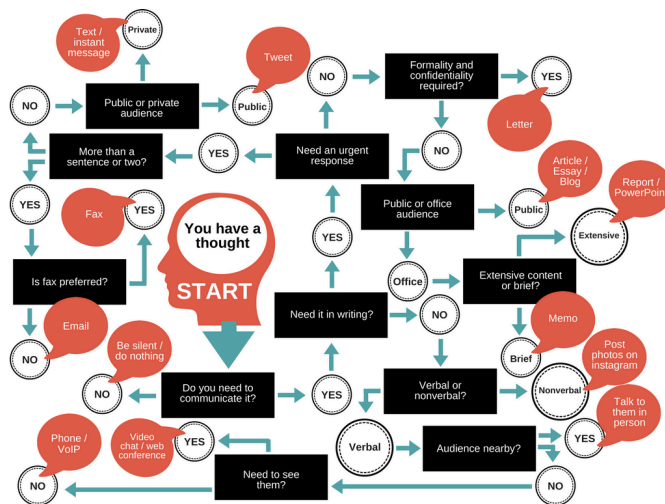 Text /
instant
message
Private
Tweet
NO
Public or private
audience
Public
NO
Formality and
confidentiality
required?
YES
Letter
More than a
sentence or two?
YES
Need an urgent
response
NO
Article /
Essay /
Blog
Report /
PowerPoint
YES
Fax
YES
You have a
thought
START
YES
Public or office
audience
Public
Extensive
Is fax preferred?
Office
Extensive content
or brief?
Need it in writing?
NO
Email
NO
Be silent /
do nothing
Memo
Brief
Post
photos on
instagram
NO
Do you need to
communicate it?
YES
Verbal or
nonverbal?
Nonverbal
Talk to
them in
person
Phone /
VoIP
Video
chat / web
conference
YES
Verbal
Audience nearby?
YES
NO
Need to see
them?
NO